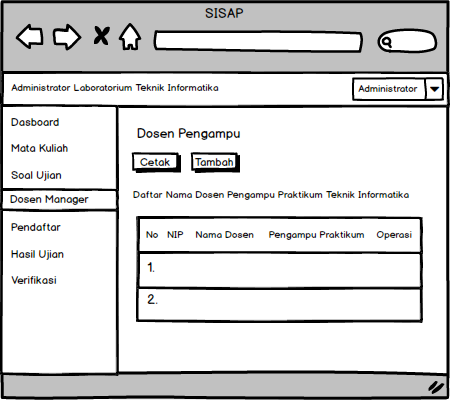 SISAP
Administrator Laboratorium Teknik Informatika
Administrator
Dasboard
Mata Kuliah
Soal Ujian
Dosen Manager
Pendaftar
Hasil Ujian
Verifikasi
Dosen Pengampu
Cetak Tambah
Daftar Nama Dosen Pengampu Praktikum Teknik Informatika
No NIP Nama Dosen Pengampu Praktikum Operasi
1.
2.